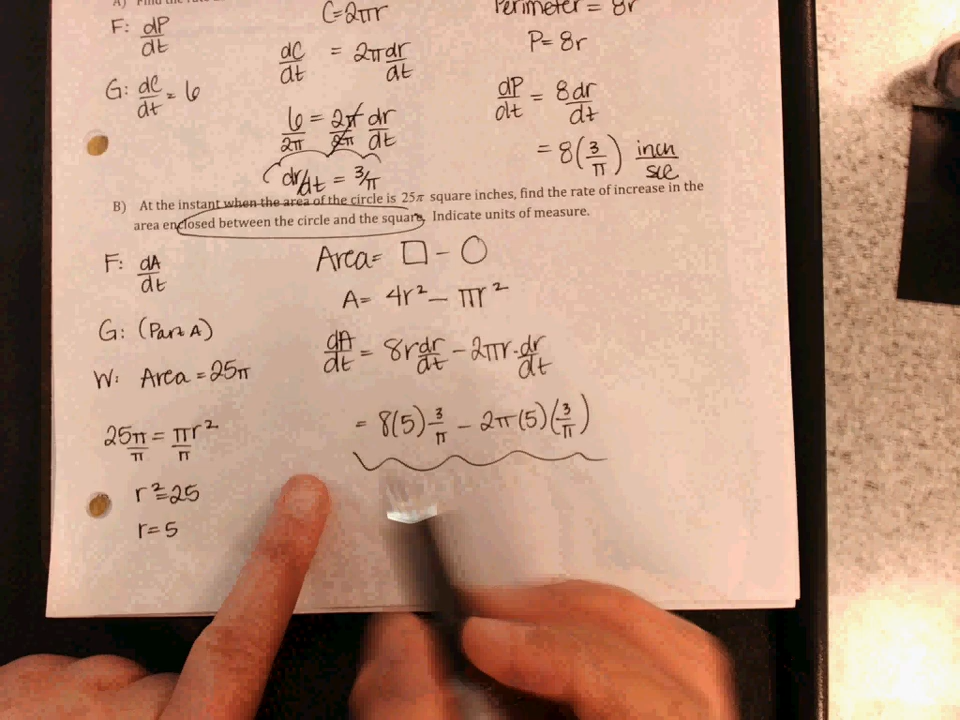 F: dP/dt
G: dC/dt = 6
C=2πr
dC/dt = 2π dr/dt
6/2π = 2π/2π dr/dt
dr/dt = 3/π
Perimeter = 8r
P=8r
dP/dt = 8dr/dt
= 8(3/π) inch/sec
B) At the instant when the area of the circle is 25π square inches, find the rate of increase in the
area enclosed between the circle and the square. Indicate units of measure.
F: dA/dt
G: (Part A)
W: Area = 25π
25π/π = πr²/π
r²=25
r=5
Area= □ - ○
A= 4r² - πr²
dA/dt = 8r dr/dt - 2πr·dr/dt
= 8(5) 3/π - 2π(5)(3/π)